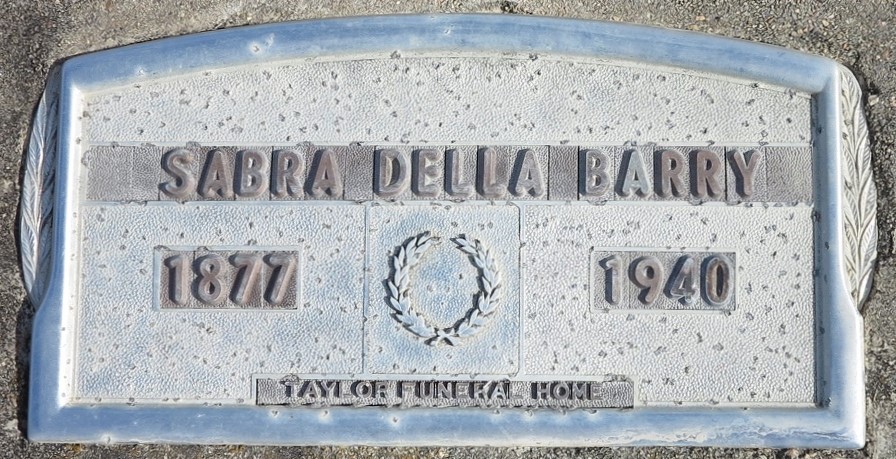 SABRA DELLA BARRY
1877 1940
TAYLOR FUNERAL HOME